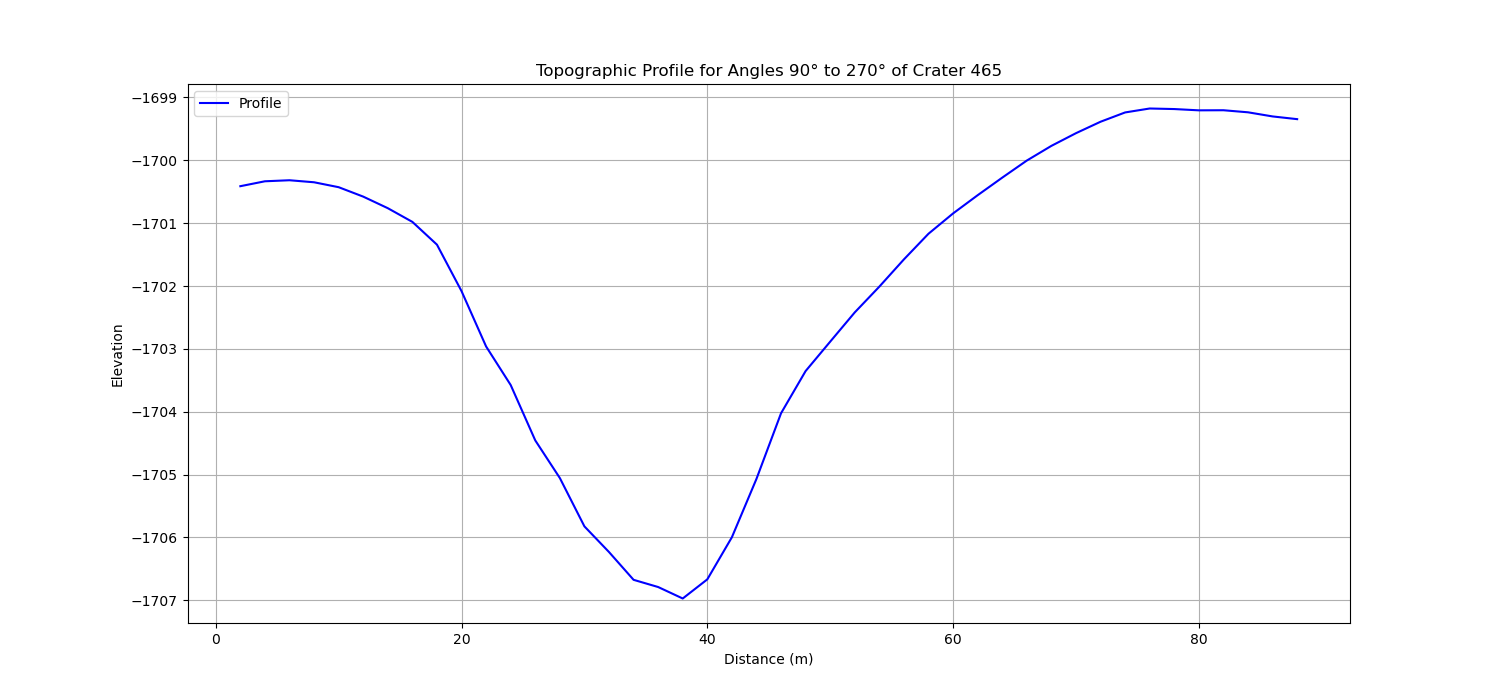 Topographic Profile for Angles 90° to 270° of Crater 465
Profile
−1699
−1700
−1701
−1702
−1703
−1704
−1705
−1706
−1707
Elevation
0 20 40 60 80
Distance (m)